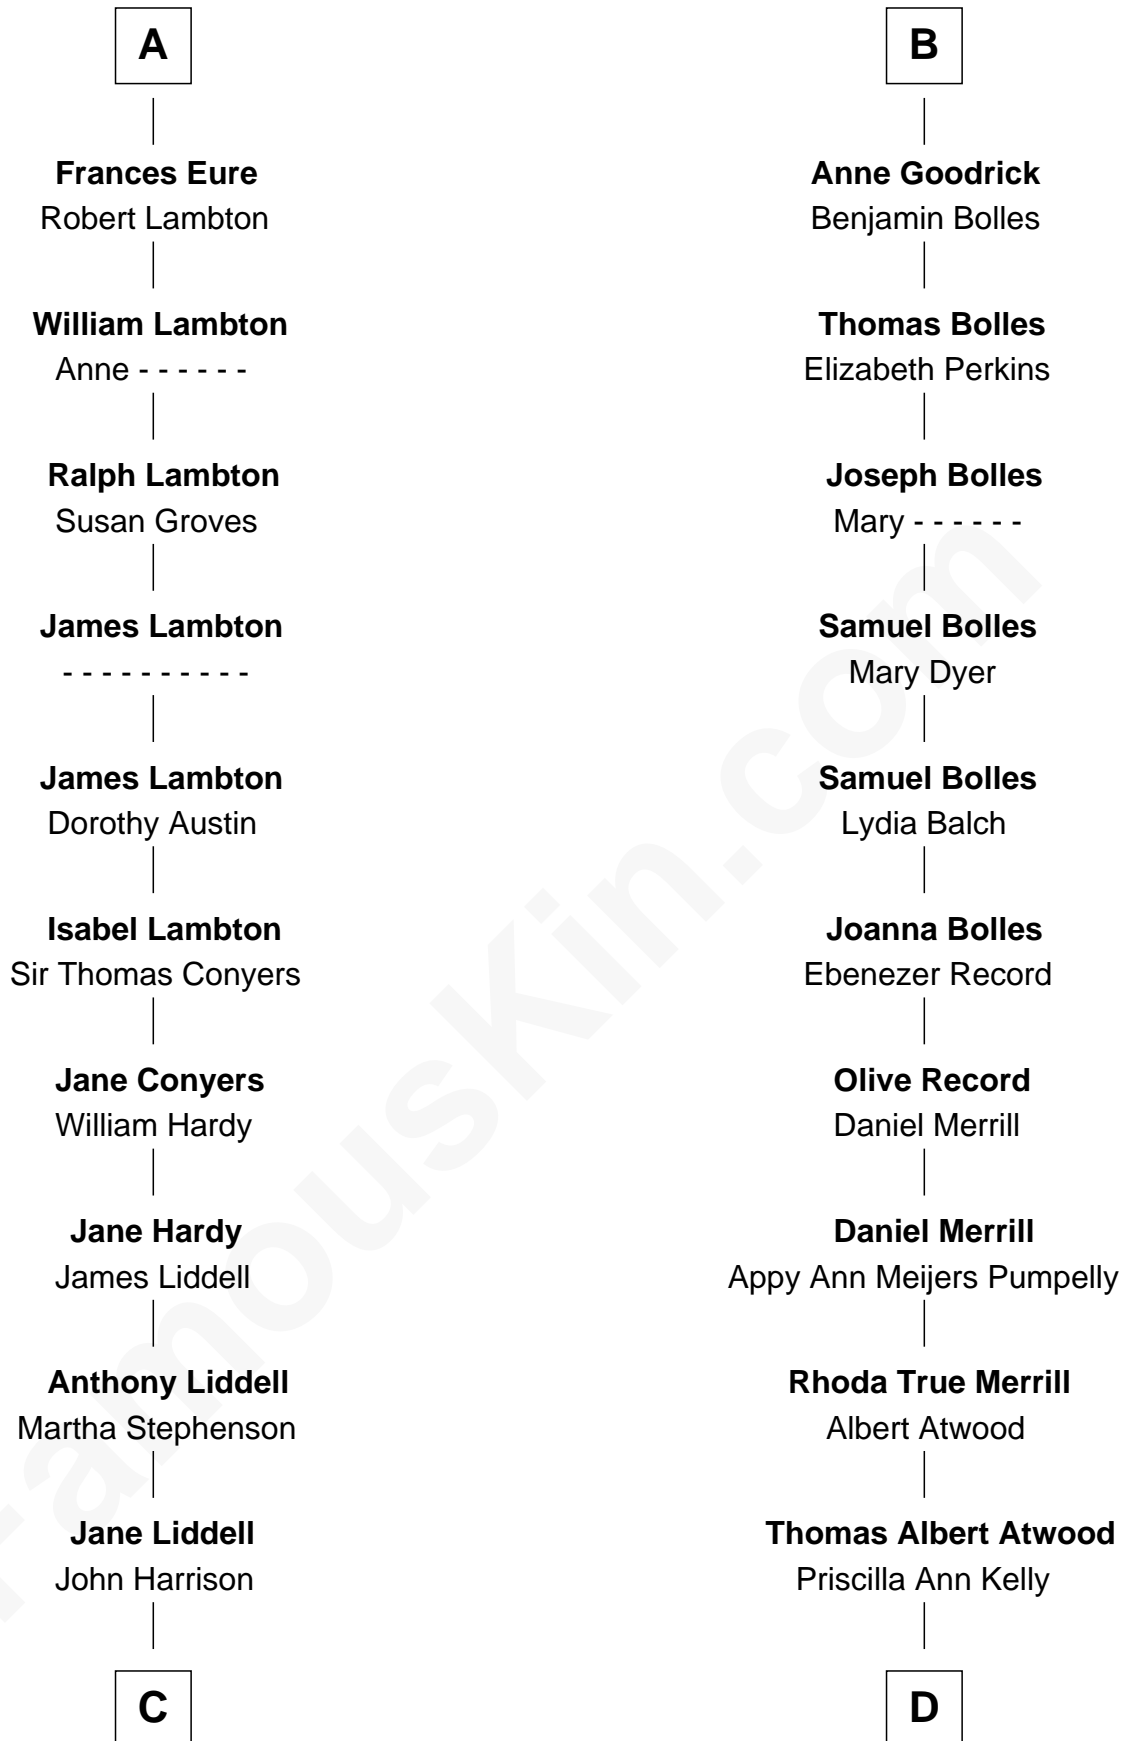 A
Frances Eure
Robert Lambton
William Lambton
Anne - - - - - -
Ralph Lambton
Susan Groves
James Lambton
- - - - - - - - - -
James Lambton
Dorothy Austin
Isabel Lambton
Sir Thomas Conyers
Jane Conyers
William Hardy
Jane Hardy
James Liddell
Anthony Liddell
Martha Stephenson
Jane Liddell
John Harrison
C
B
Anne Goodrick
Benjamin Bolles
Thomas Bolles
Elizabeth Perkins
Joseph Bolles
Mary - - - - - -
Samuel Bolles
Mary Dyer
Samuel Bolles
Lydia Balch
Joanna Bolles
Ebenezer Record
Olive Record
Daniel Merrill
Daniel Merrill
Appy Ann Meijers Pumpelly
Rhoda True Merrill
Albert Atwood
Thomas Albert Atwood
Priscilla Ann Kelly
D
FamousKin.com